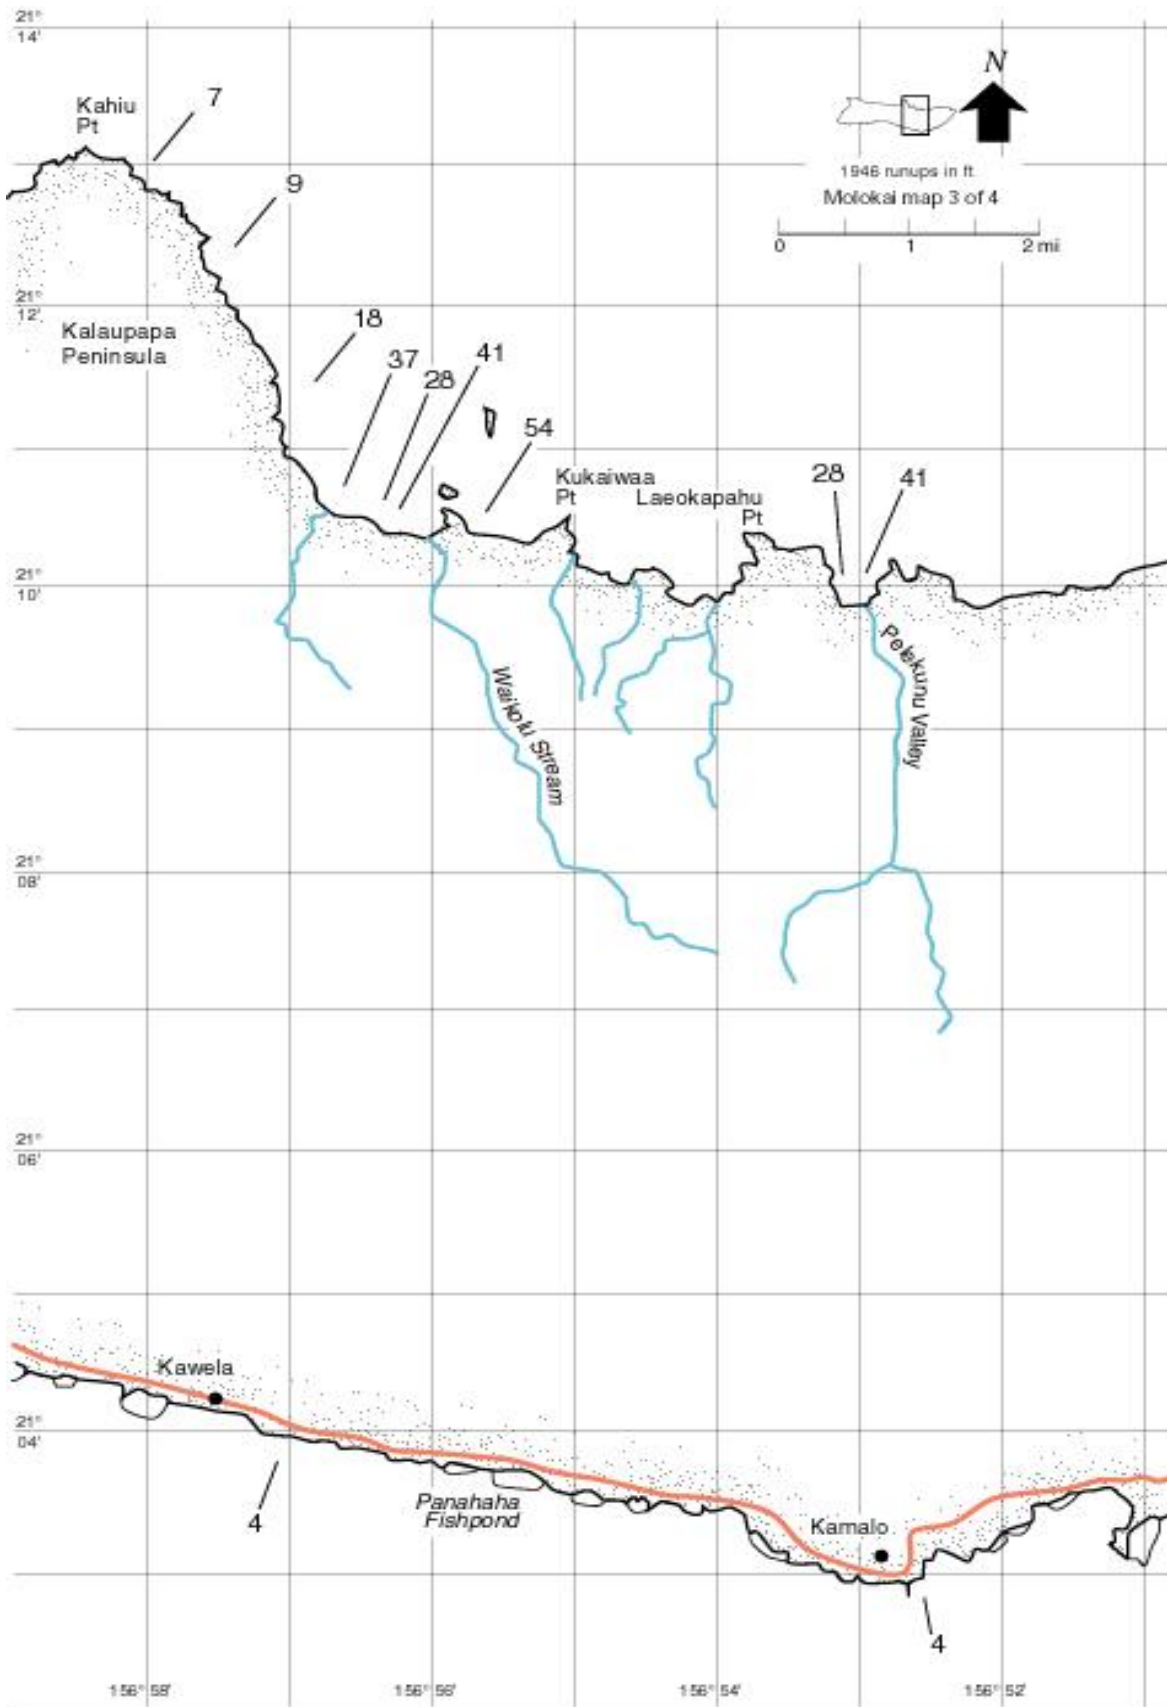 21°
14'
N
Kahiu
Pt
7
1946 runups in ft
Molokai map 3 of 4
9
0 1 2 mi
21°
12'
Kalaupapa
Peninsula
18
37
28
41
54
Kukaiwaa
Pt
Laeokapahu
Pt
28
41
21°
10'
Waikolu Stream
Pelekunu Valley
21°
08'
21°
06'
Kawela
21°
04'
4
Panahaha
Fishpond
Kamalo
4
156° 58' 156° 56' 156° 54' 156° 52'